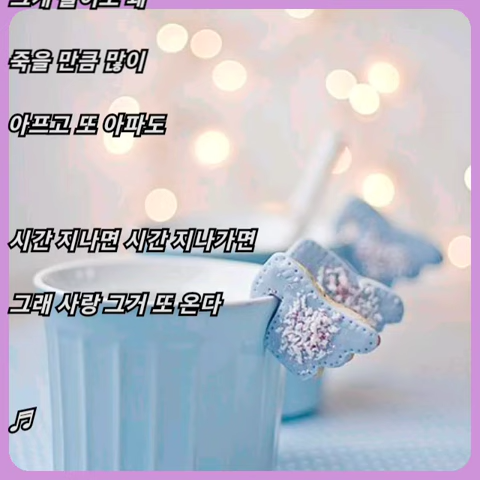 죽을 만큼 많이
아프고 또 아파도
시간 지나면 시간 지나가면
그래 사랑 그거 또 온다
♬